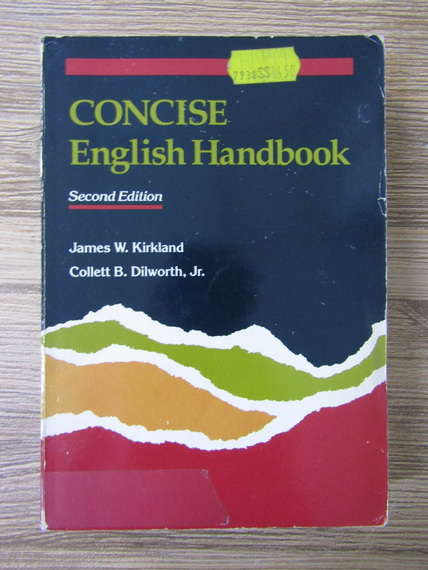 CONCISE
English Handbook
Second Edition
James W. Kirkland
Collett B. Dilworth, Jr.